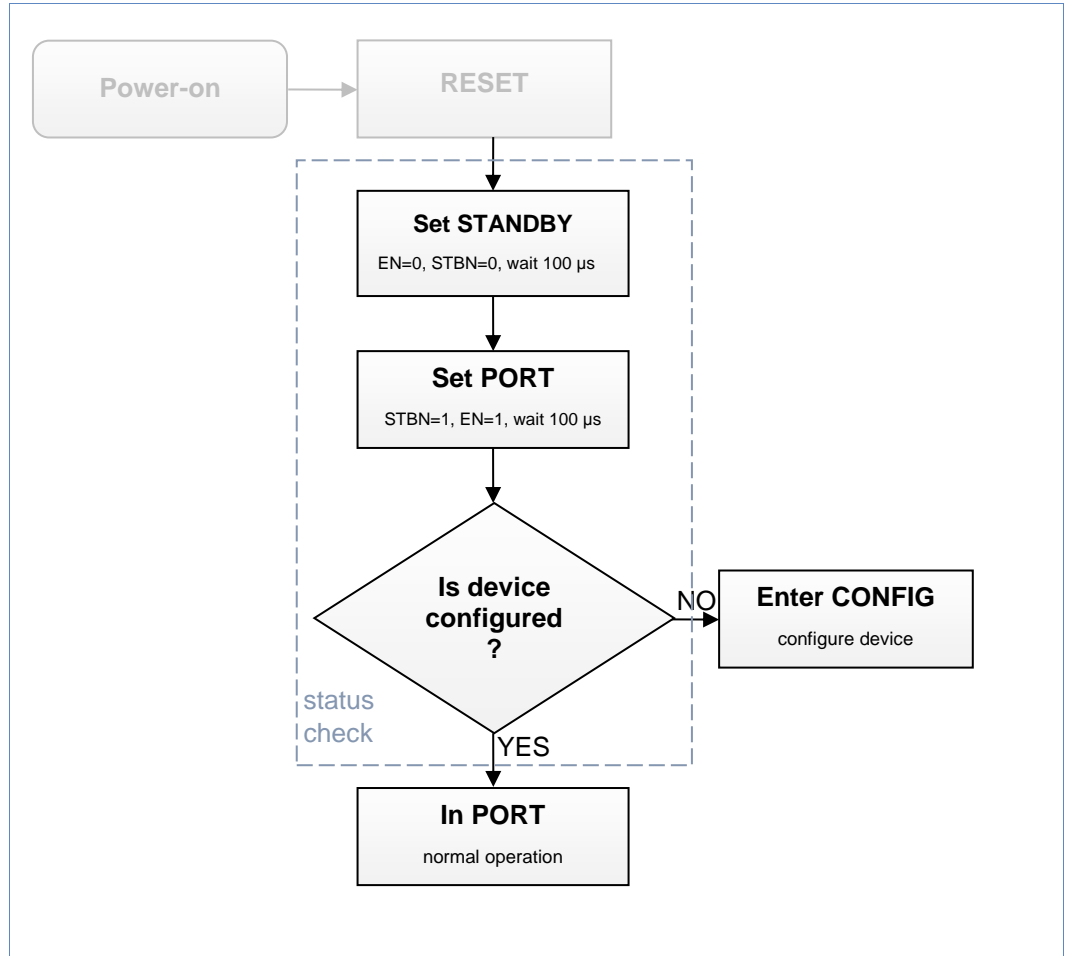 Power-on
RESET
Set STANDBY
EN=0, STBN=0, wait 100 µs
Set PORT
STBN=1, EN=1, wait 100 µs
Is device
configured
?
NO
Enter CONFIG
configure device
status
check
YES
In PORT
normal operation